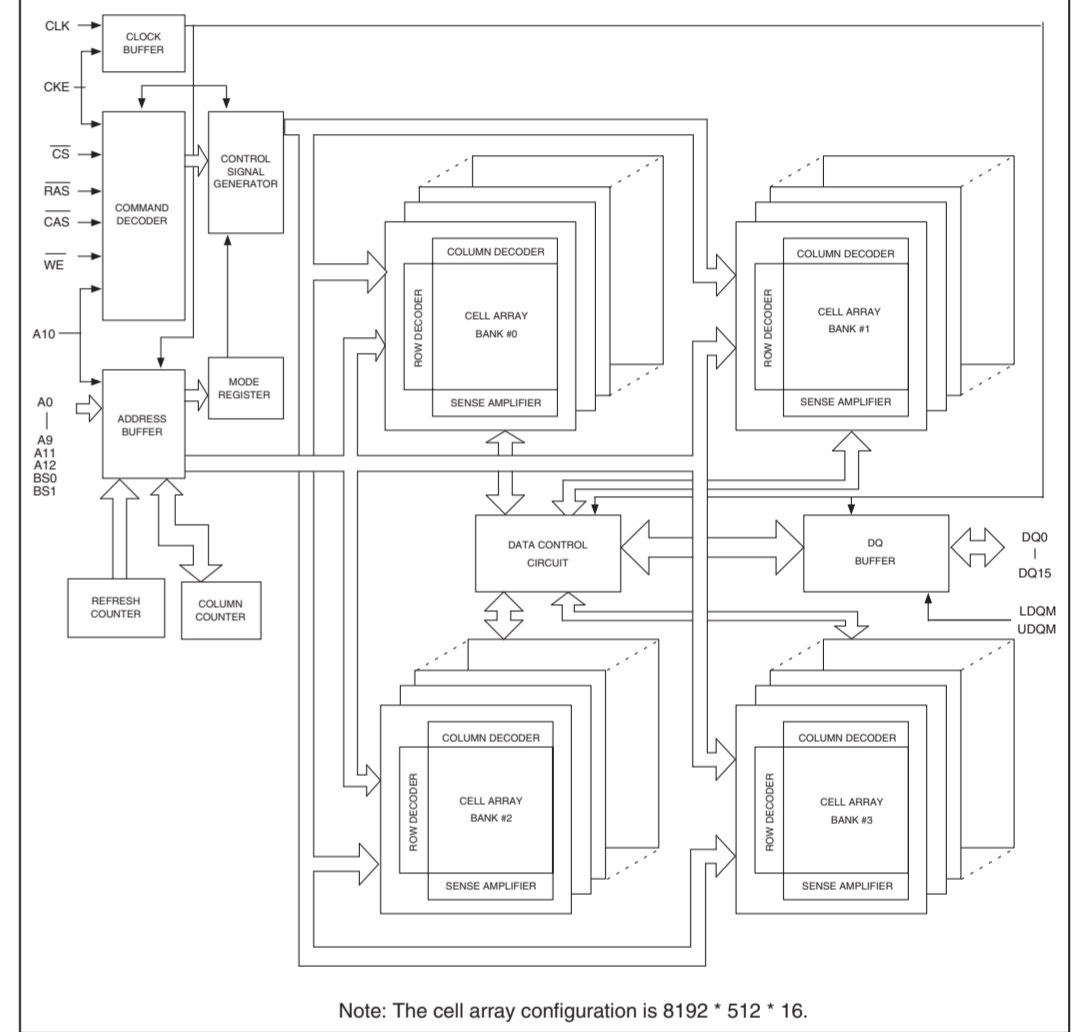 CLK
CLOCK
BUFFER
CKE
CS
RAS
CAS
WE
COMMAND
DECODER
CONTROL
SIGNAL
GENERATOR
A10
A0
|
A9
A11
A12
BS0
BS1
ADDRESS
BUFFER
MODE
REGISTER
REFRESH
COUNTER
COLUMN
COUNTER
COLUMN DECODER
ROW DECODER
CELL ARRAY
BANK #0
SENSE AMPLIFIER
COLUMN DECODER
ROW DECODER
CELL ARRAY
BANK #1
SENSE AMPLIFIER
DATA CONTROL
CIRCUIT
DQ
BUFFER
DQ0
|
DQ15
LDQM
UDQM
COLUMN DECODER
ROW DECODER
CELL ARRAY
BANK #2
SENSE AMPLIFIER
COLUMN DECODER
ROW DECODER
CELL ARRAY
BANK #3
SENSE AMPLIFIER
Note: The cell array configuration is 8192 * 512 * 16.